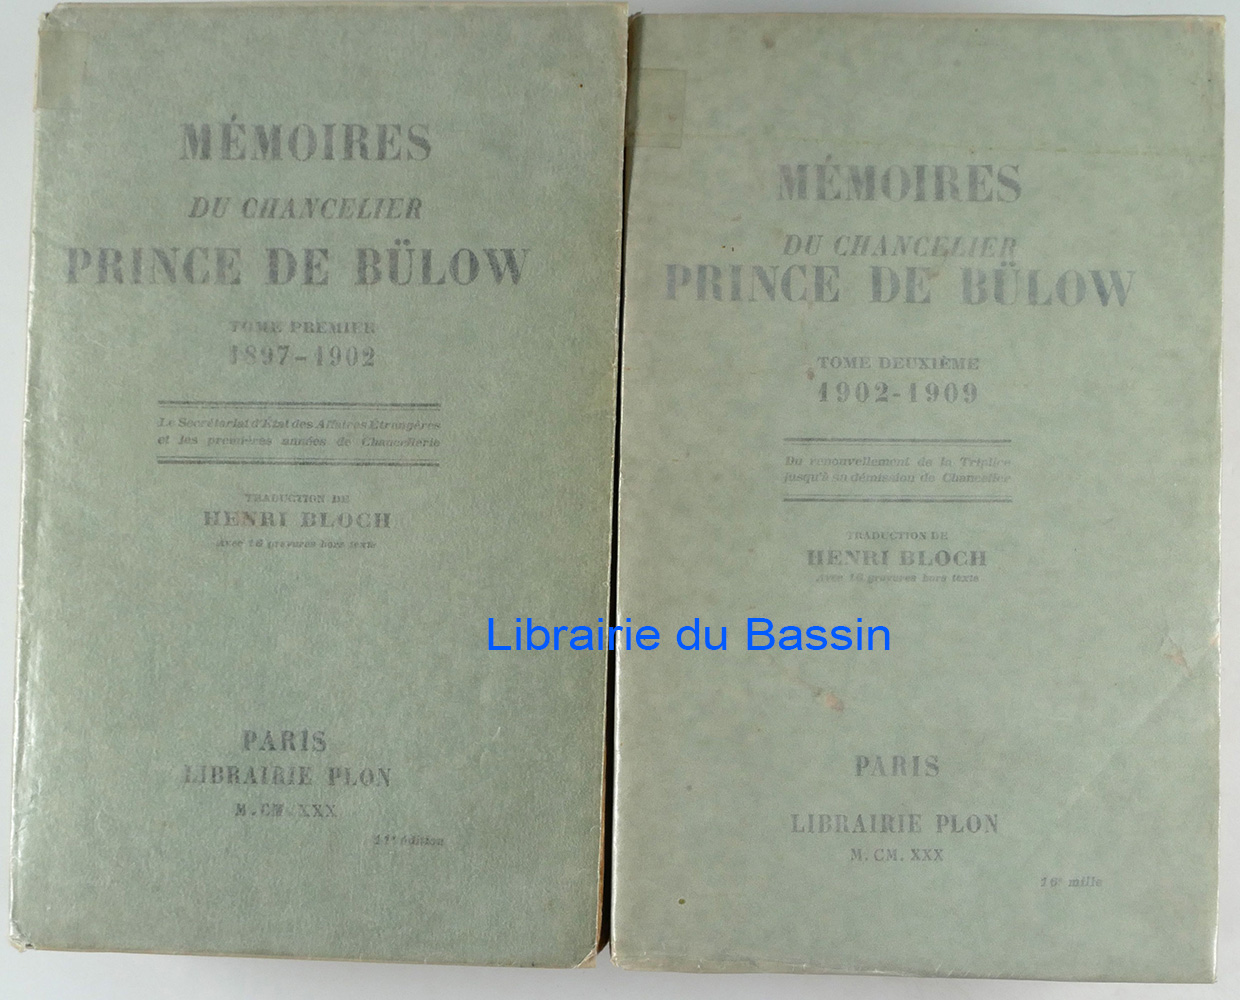 MÉMOIRES
DU CHANCELIER
PRINCE DE BÜLOW
TOME PREMIER
1897-1902
Le Secrétariat d'État des Affaires Étrangères
et les premières années de Chancellerie
TRADUCTION DE
HENRI BLOCH
Avec 16 gravures hors texte
PARIS
LIBRAIRIE PLON
M. CM. XXX
11e édition
MÉMOIRES
DU CHANCELIER
PRINCE DE BÜLOW
TOME DEUXIÈME
1902-1909
Du renouvellement de la Triplice
jusqu'à sa démission de Chancelier
TRADUCTION DE
HENRI BLOCH
Avec 16 gravures hors texte
PARIS
LIBRAIRIE PLON
M. CM. XXX
16e mille
Librairie du Bassin